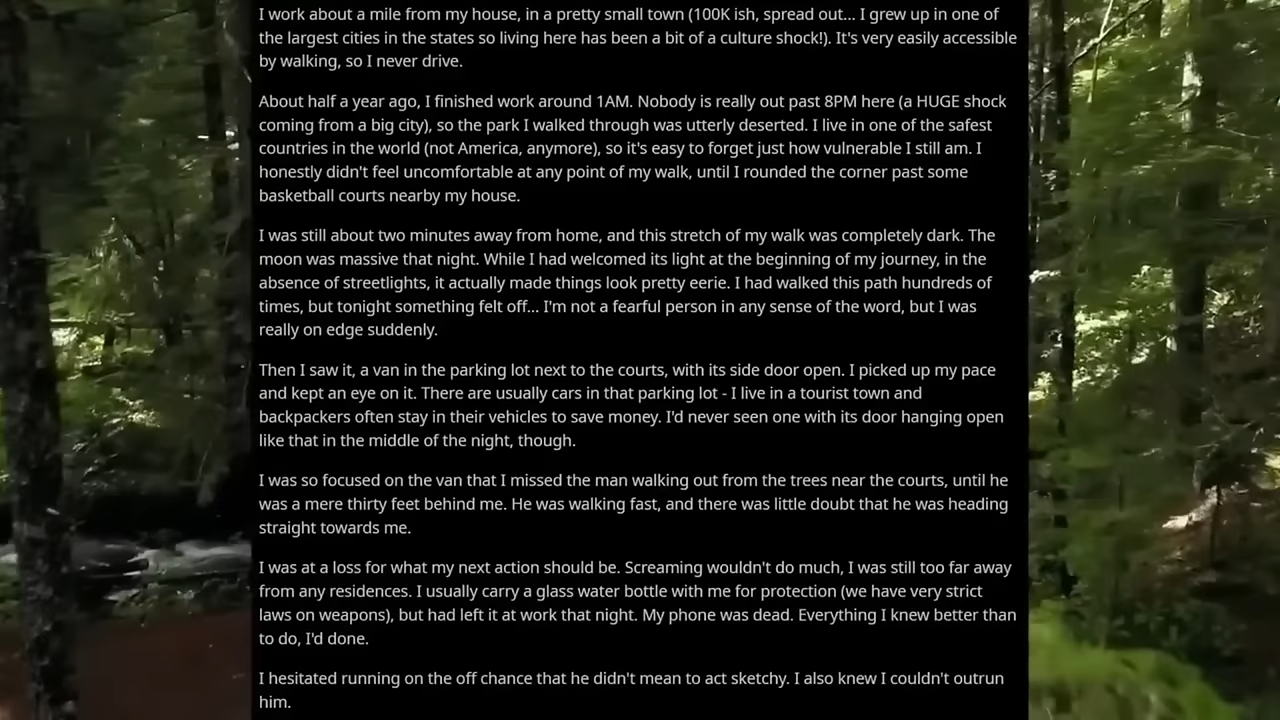 I work about a mile from my house, in a pretty small town (100K ish, spread out... I grew up in one of
the largest cities in the states so living here has been a bit of a culture shock!). It's very easily accessible
by walking, so I never drive.
About half a year ago, I finished work around 1AM. Nobody is really out past 8PM here (a HUGE shock
coming from a big city), so the park I walked through was utterly deserted. I live in one of the safest
countries in the world (not America, anymore), so it's easy to forget just how vulnerable I still am. I
honestly didn't feel uncomfortable at any point of my walk, until I rounded the corner past some
basketball courts nearby my house.
I was still about two minutes away from home, and this stretch of my walk was completely dark. The
moon was massive that night. While I had welcomed its light at the beginning of my journey, in the
absence of streetlights, it actually made things look pretty eerie. I had walked this path hundreds of
times, but tonight something felt off... I'm not a fearful person in any sense of the word, but I was
really on edge suddenly.
Then I saw it, a van in the parking lot next to the courts, with its side door open. I picked up my pace
and kept an eye on it. There are usually cars in that parking lot - I live in a tourist town and
backpackers often stay in their vehicles to save money. I'd never seen one with its door hanging open
like that in the middle of the night, though.
I was so focused on the van that I missed the man walking out from the trees near the courts, until he
was a mere thirty feet behind me. He was walking fast, and there was little doubt that he was heading
straight towards me.
I was at a loss for what my next action should be. Screaming wouldn't do much, I was still too far away
from any residences. I usually carry a glass water bottle with me for protection (we have very strict
laws on weapons), but had left it at work that night. My phone was dead. Everything I knew better than
to do, I'd done.
I hesitated running on the off chance that he didn't mean to act sketchy. I also knew I couldn't outrun
him.